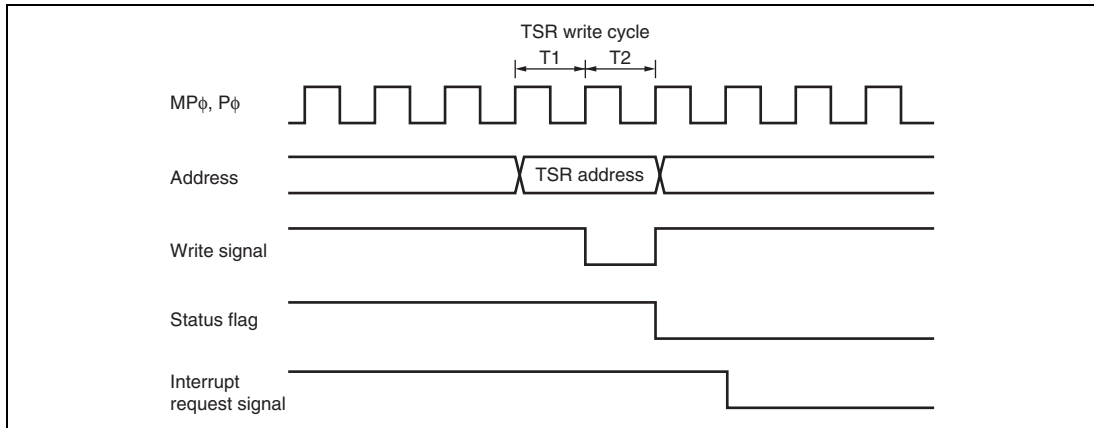 TSR write cycle
T1 T2
MPϕ, Pϕ
Address
TSR address
Write signal
Status flag
Interrupt
request signal